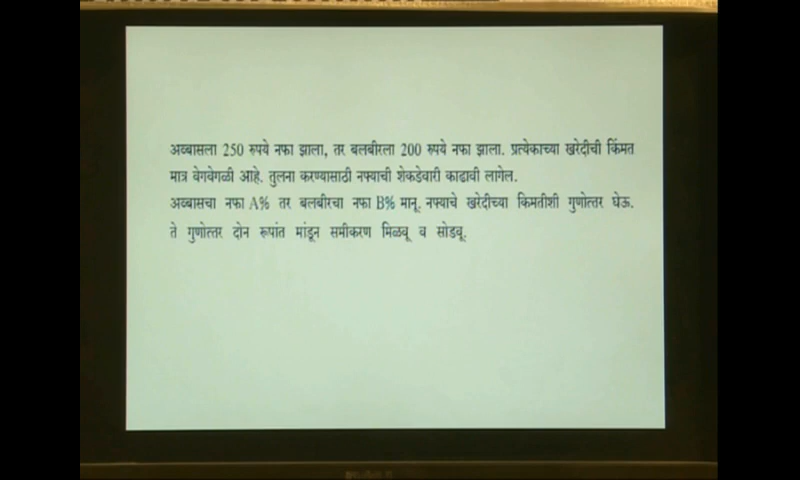 अब्बासला 250 रुपये नफा झाला, तर बलबीरला 200 रुपये नफा झाला. प्रत्येकाच्या खरेदीची किंमत
मात्र वेगवेगळी आहे. तुलना करण्यासाठी नफ्याची शेकडेवारी काढावी लागेल.
अब्बासचा नफा A% तर बलबीरचा नफा B% मानू. नफ्याचे खरेदीच्या किमतीशी गुणोत्तर घेऊ.
ते गुणोत्तर दोन रूपांत मांडून समीकरण मिळवू व सोडवू.